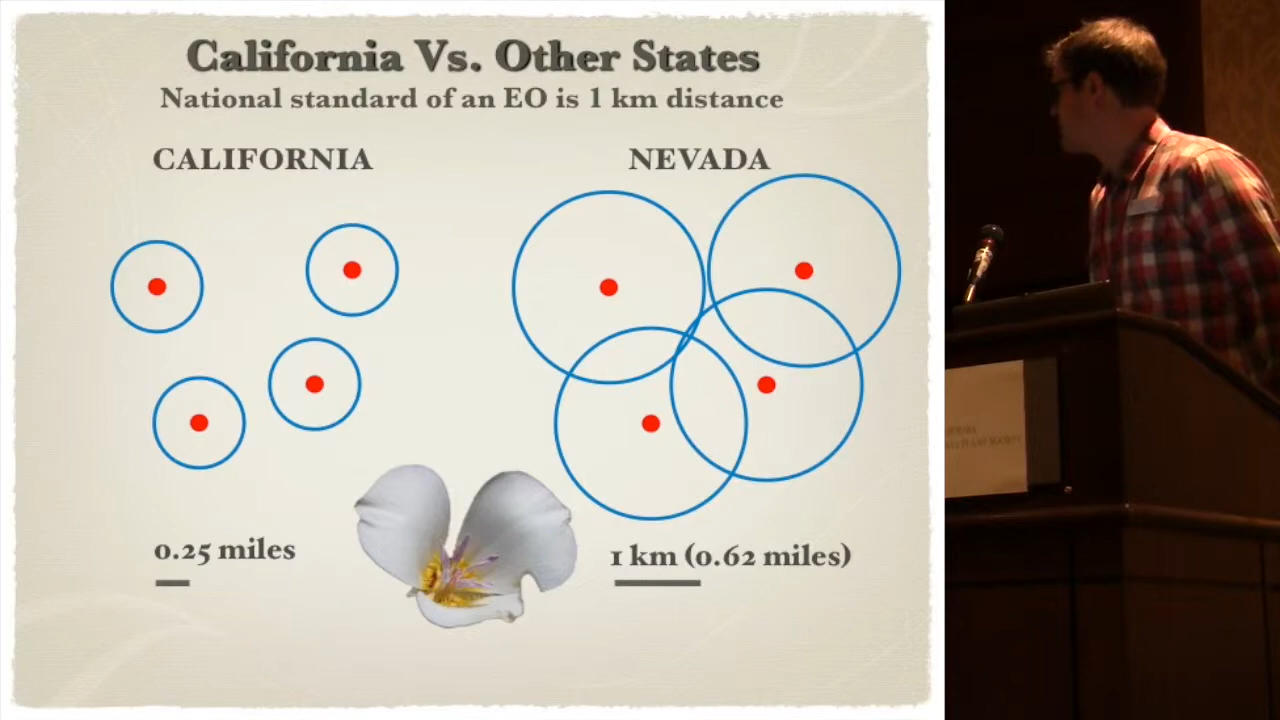 California Vs. Other States
National standard of an EO is 1 km distance
CALIFORNIA
NEVADA
0.25 miles
1 km (0.62 miles)